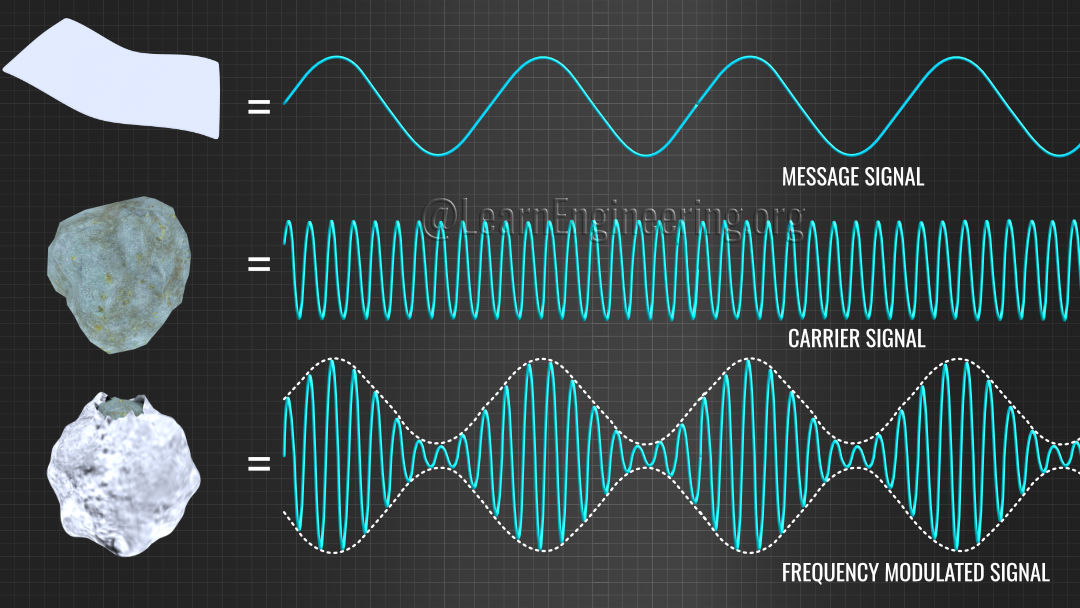 =
MESSAGE SIGNAL
@LearnEngineering.org
=
CARRIER SIGNAL
=
FREQUENCY MODULATED SIGNAL